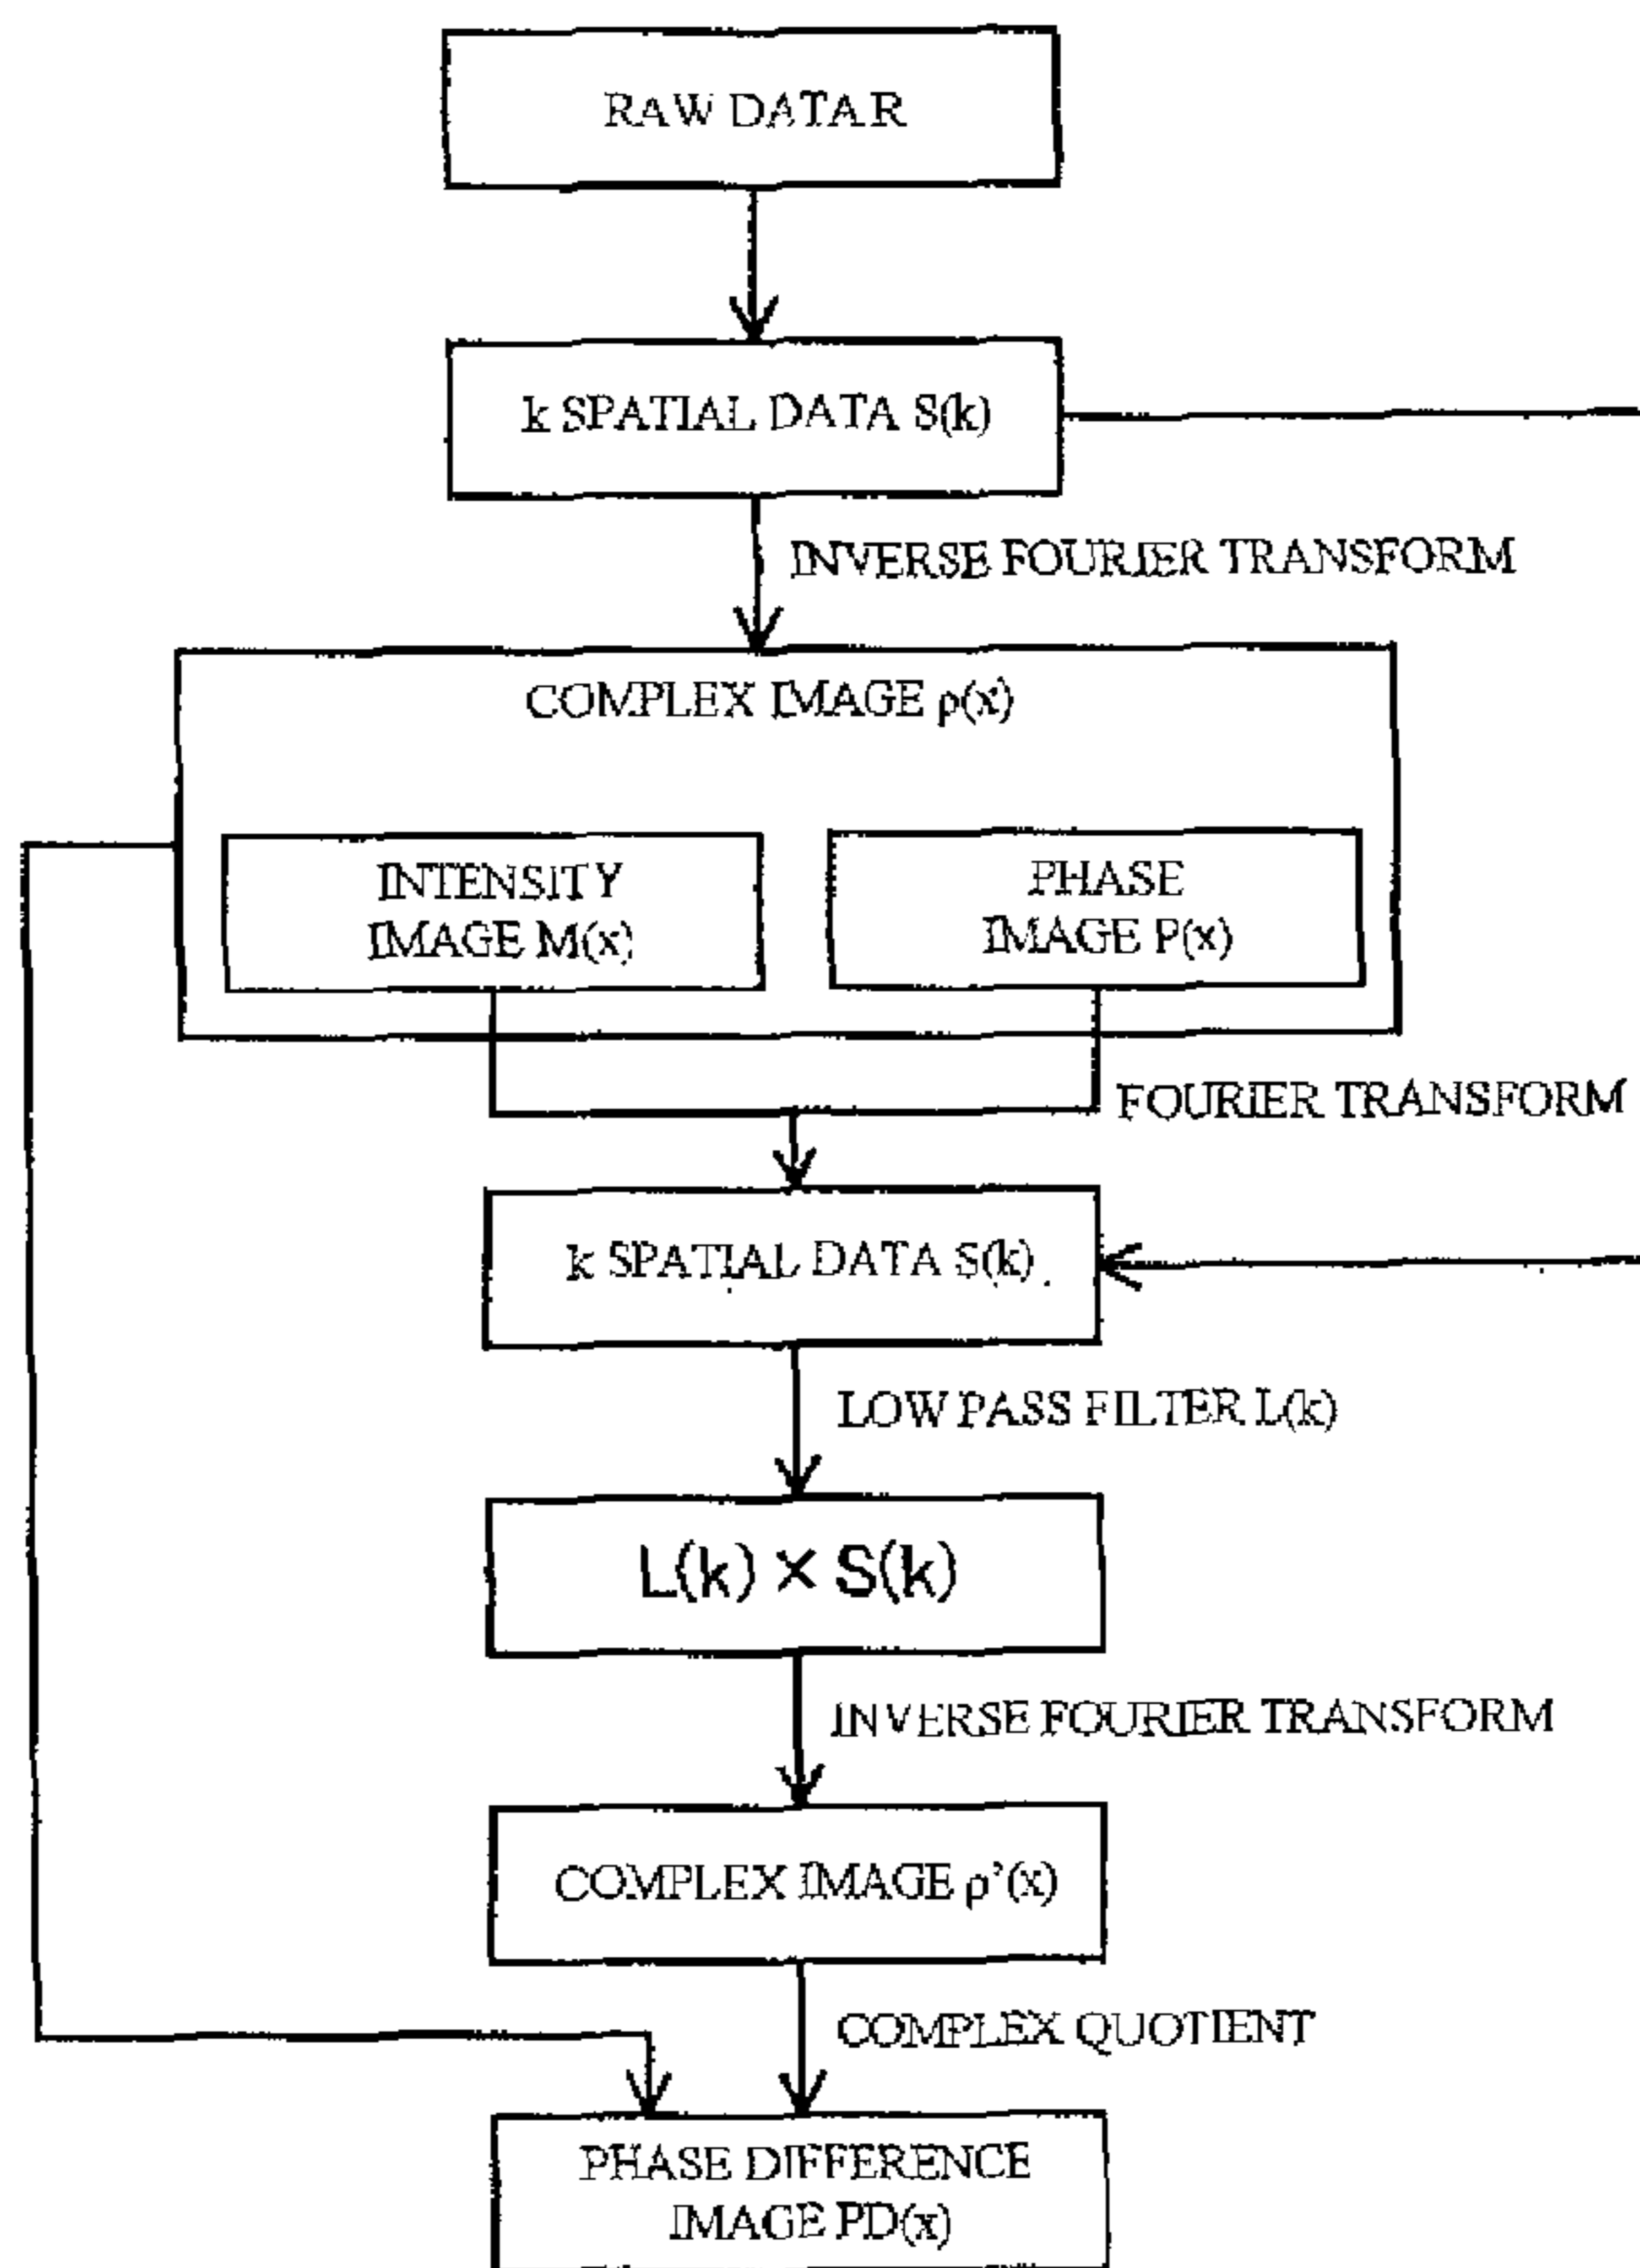 RAW DATA R
k SPATIAL DATA S(k)
INVERSE FOURIER TRANSFORM
COMPLEX IMAGE ρ(x)
INTENSITY
IMAGE M(x)
PHASE
IMAGE P(x)
FOURIER TRANSFORM
k SPATIAL DATA S(k)
LOW PASS FILTER L(k)
L(k) × S(k)
INVERSE FOURIER TRANSFORM
COMPLEX IMAGE ρ’(x)
COMPLEX QUOTIENT
PHASE DIFFERENCE
IMAGE PD(x)